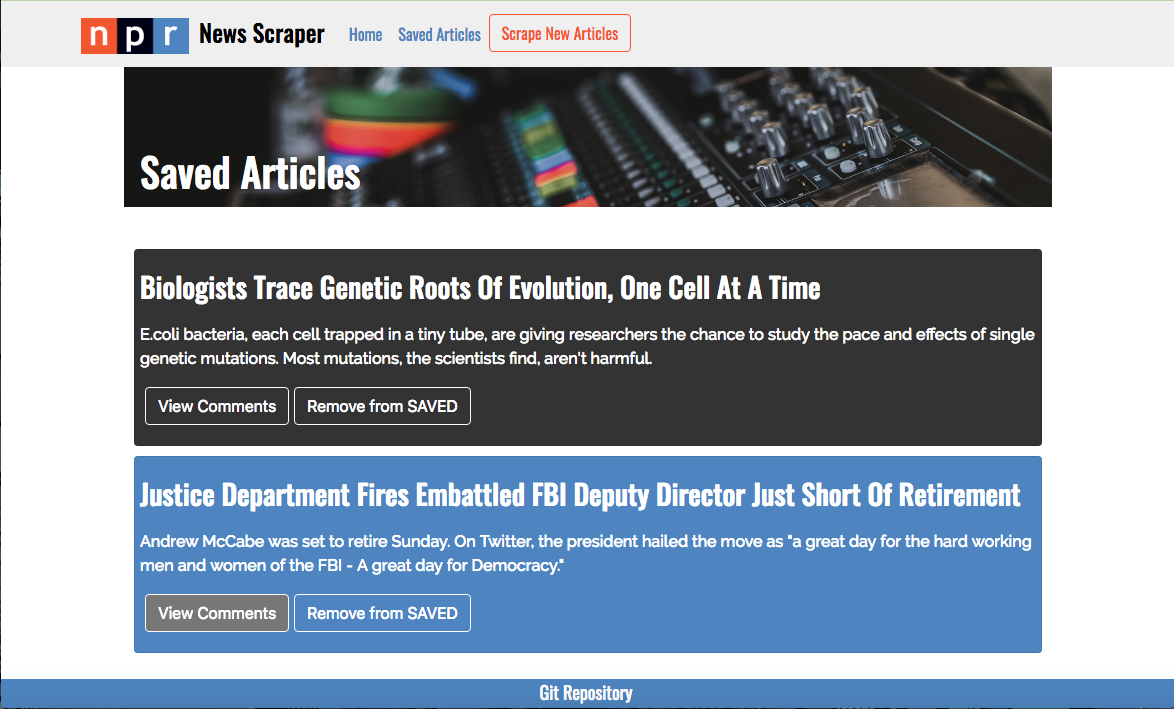 npr News Scraper Home Saved Articles Scrape New Articles
Saved Articles
Biologists Trace Genetic Roots Of Evolution, One Cell At A Time
E.coli bacteria, each cell trapped in a tiny tube, are giving researchers the chance to study the pace and effects of single
genetic mutations. Most mutations, the scientists find, aren't harmful.
View Comments Remove from SAVED
Justice Department Fires Embattled FBI Deputy Director Just Short Of Retirement
Andrew McCabe was set to retire Sunday. On Twitter, the president hailed the move as "a great day for the hard working
men and women of the FBI - A great day for Democracy."
View Comments Remove from SAVED
Git Repository